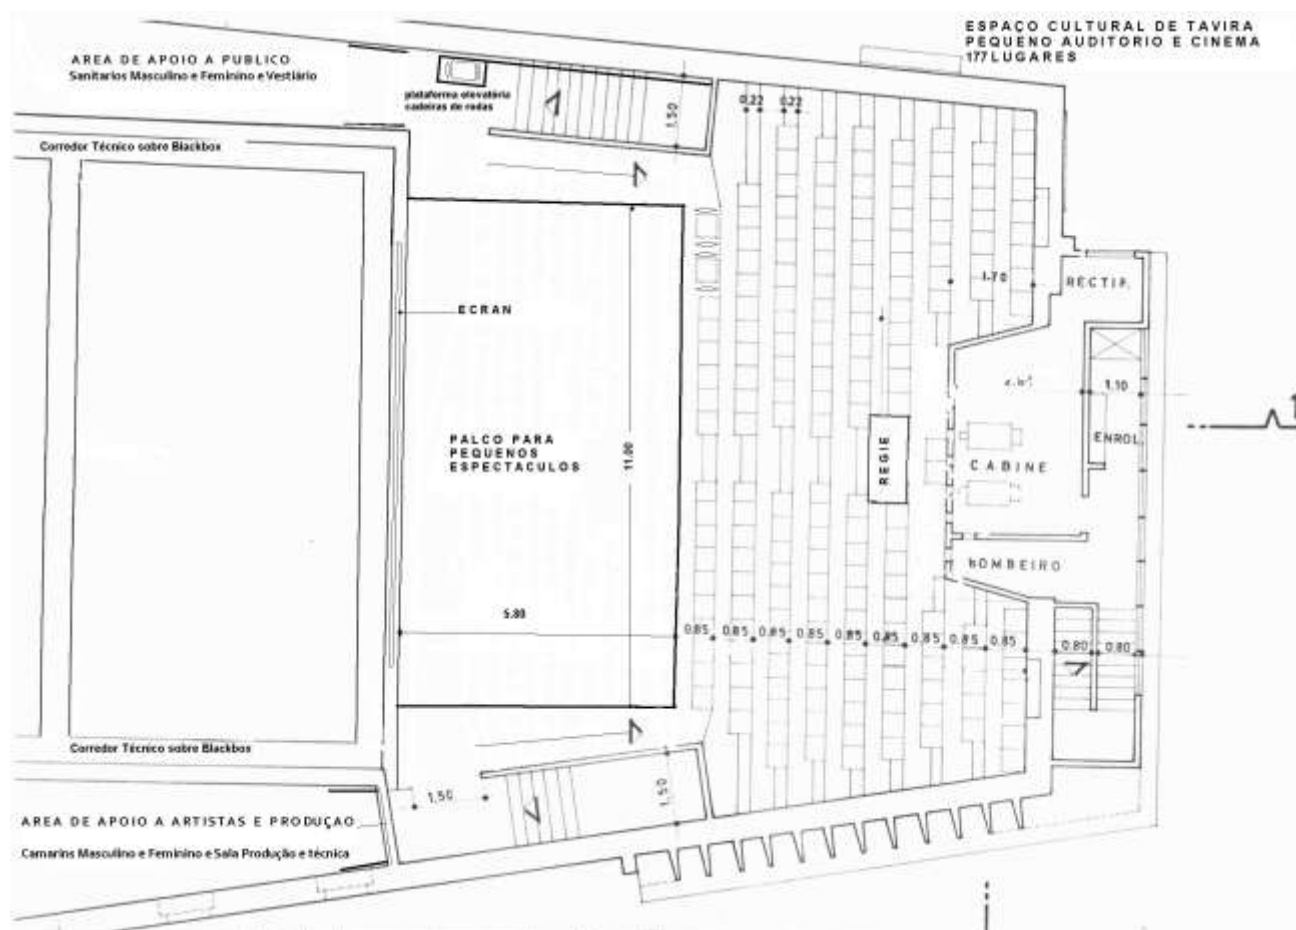 ESPAÇO CULTURAL DE TAVIRA
PEQUENO AUDITORIO E CINEMA
177 LUGARES
AREA DE APOIO A PUBLICO
Sanitarios Masculino e Feminino e Vestiário
plataforma elevatória
cadeiras de rodas
0,22
0,22
1,50
Corredor Técnico sobre Blackbox
1.70
RECTIF.
ECRAN
1.10
PALCO PARA
PEQUENOS
ESPECTACULOS
11.00
REGIE
ENROL.
CABINE
BOMBEIRO
5.80
0.85
0.85
0.85
0.85
0.85
0.85
0.85
0.85
0.85
0.80
0.80
Corredor Técnico sobre Blackbox
1,50
1,50
AREA DE APOIO A ARTISTAS E PRODUÇAO
Camarins Masculino e Feminino e Sala Produção e técnica